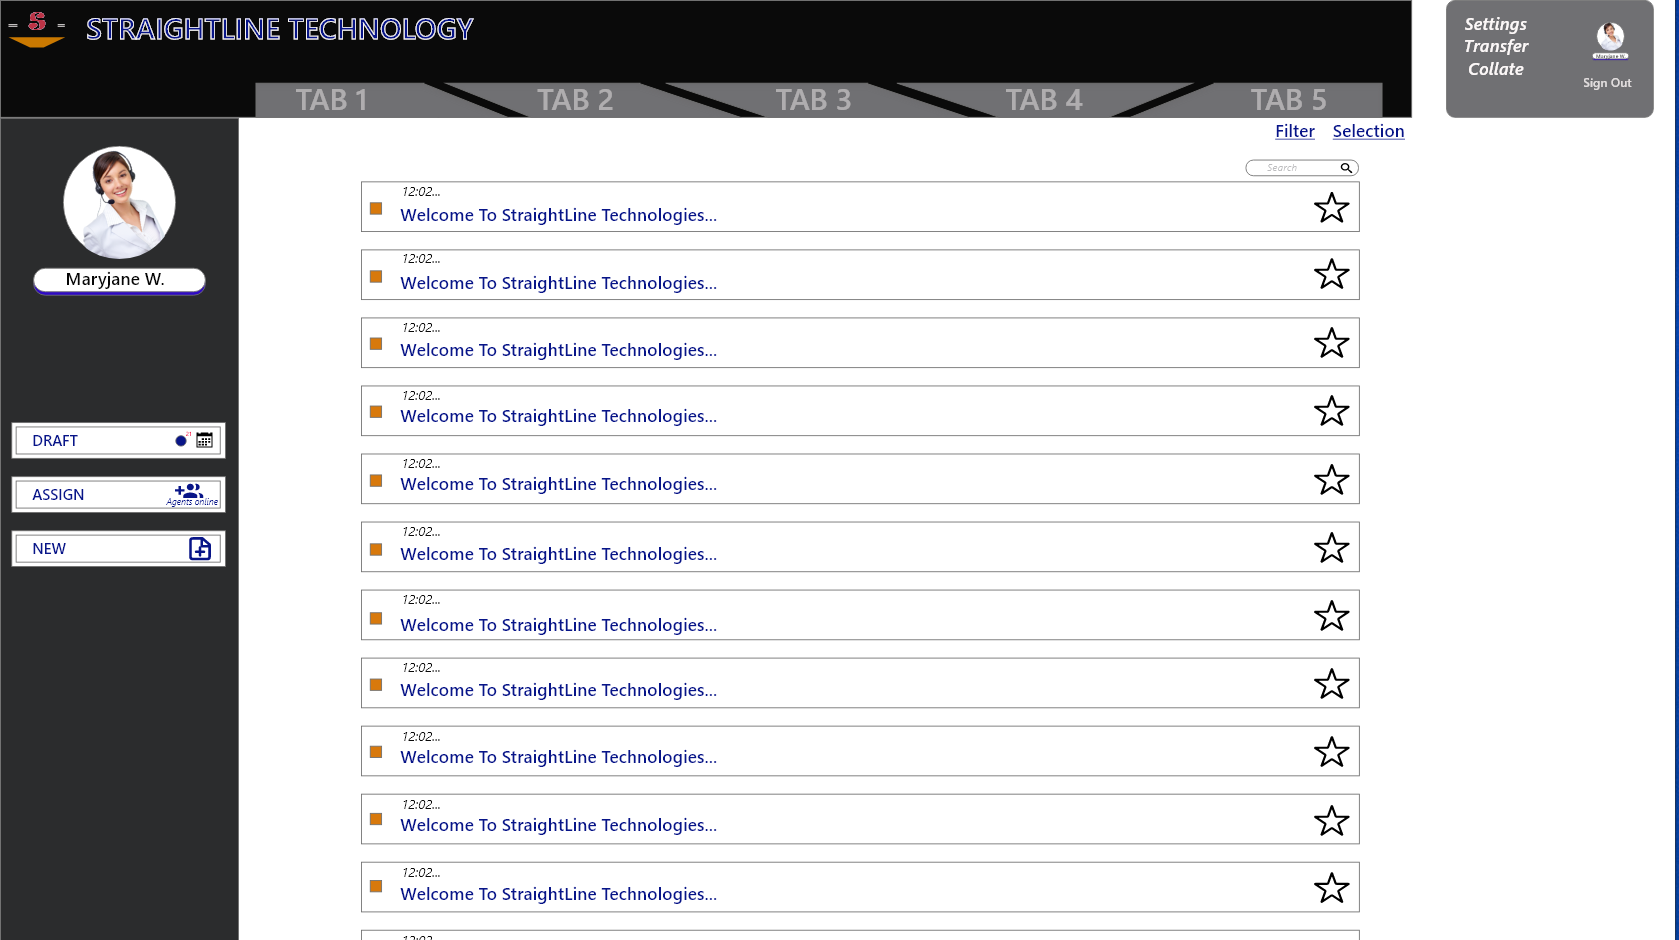 – S –
STRAIGHTLINE TECHNOLOGY
Settings
Transfer
Collate
Maryjane W.
Sign Out
TAB 1 TAB 2 TAB 3 TAB 4 TAB 5
Filter Selection
Search
Maryjane W.
DRAFT 21
ASSIGN
Agents online
NEW
12:02...
Welcome To StraightLine Technologies...
12:02...
Welcome To StraightLine Technologies...
12:02...
Welcome To StraightLine Technologies...
12:02...
Welcome To StraightLine Technologies...
12:02...
Welcome To StraightLine Technologies...
12:02...
Welcome To StraightLine Technologies...
12:02...
Welcome To StraightLine Technologies...
12:02...
Welcome To StraightLine Technologies...
12:02...
Welcome To StraightLine Technologies...
12:02...
Welcome To StraightLine Technologies...
12:02...
Welcome To StraightLine Technologies...
12:02...